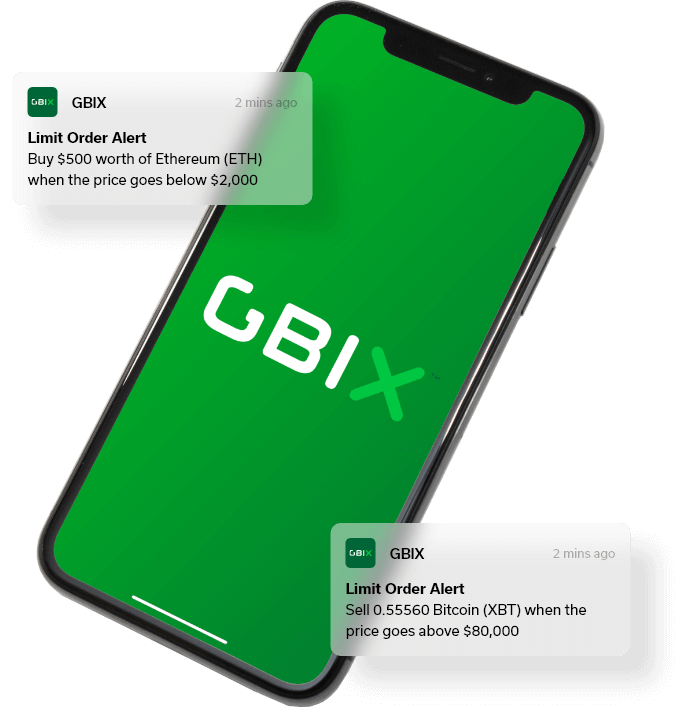 GBIX
GBIX
2 mins ago
Limit Order Alert
Buy $500 worth of Ethereum (ETH)
when the price goes below $2,000
GBIX
GBIX
GBIX
2 mins ago
Limit Order Alert
Sell 0.55560 Bitcoin (XBT) when the
price goes above $80,000